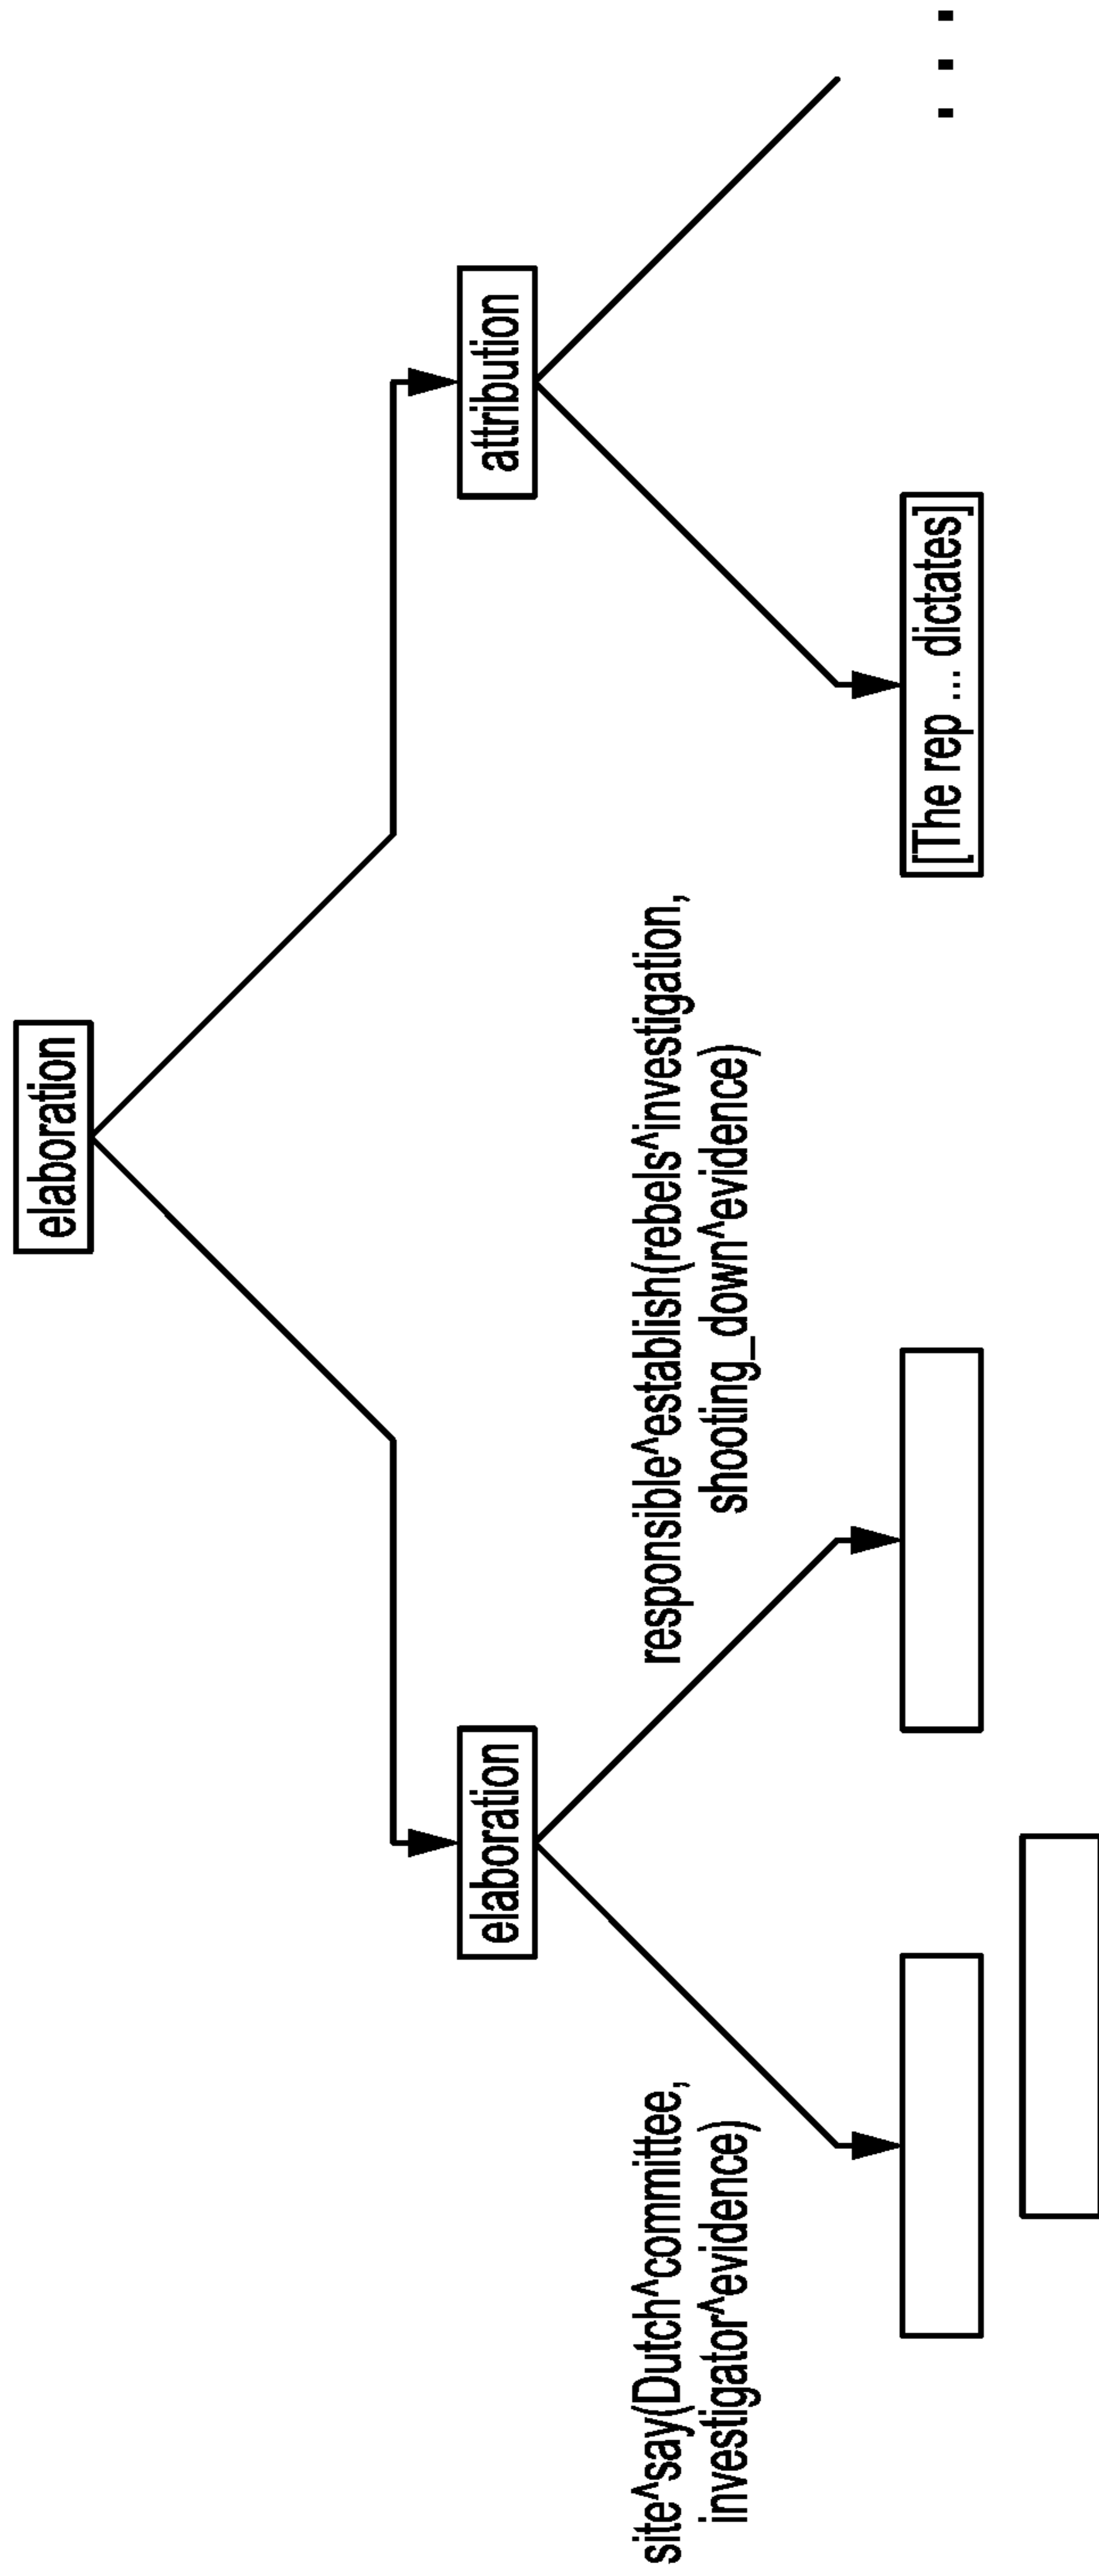 elaboration
elaboration
attribution
site^say(Dutch^committee,
investigator^evidence)
responsible^establish(rebels^investigation,
shooting_down^evidence)
[The rep ... dictates]
...